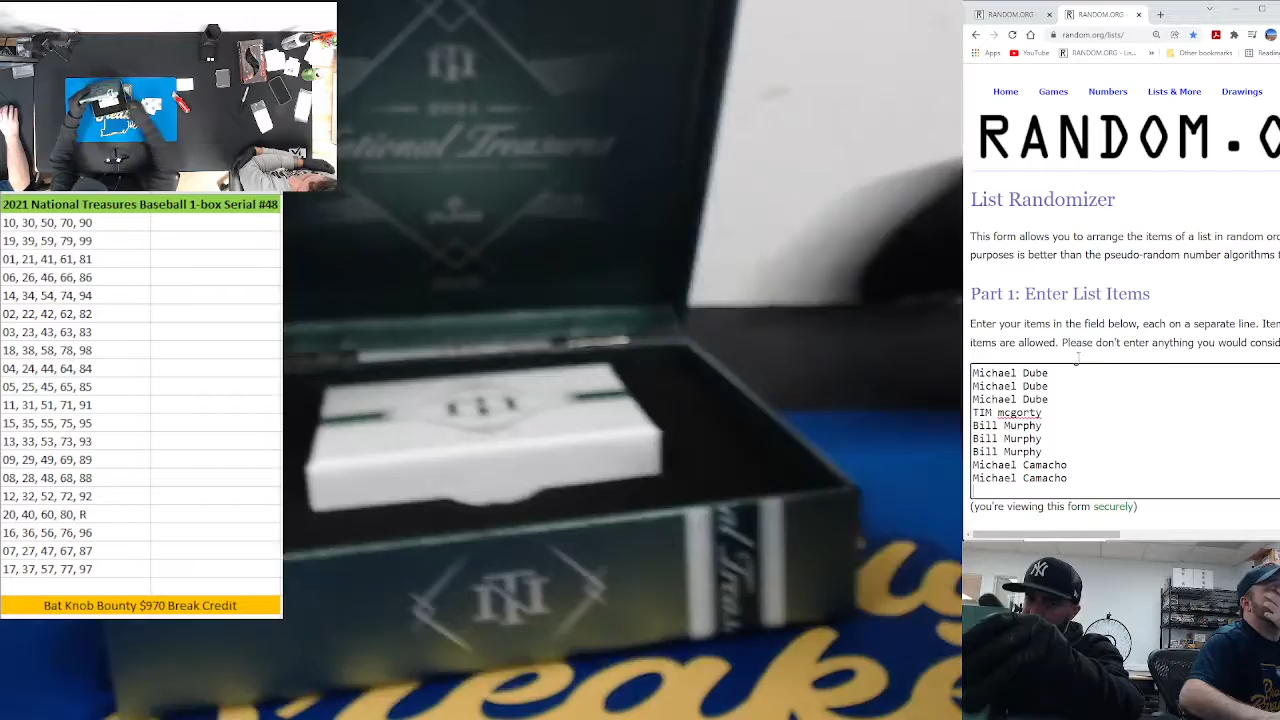 2021 National Treasures Baseball 1-box Serial #48
10, 30, 50, 70, 90
19, 39, 59, 79, 99
01, 21, 41, 61, 81
06, 26, 46, 66, 86
14, 34, 54, 74, 94
02, 22, 42, 62, 82
03, 23, 43, 63, 83
18, 38, 58, 78, 98
04, 24, 44, 64, 84
05, 25, 45, 65, 85
11, 31, 51, 71, 91
15, 35, 55, 75, 95
13, 33, 53, 73, 93
09, 29, 49, 69, 89
08, 28, 48, 68, 88
12, 32, 52, 72, 92
20, 40, 60, 80, R
16, 36, 56, 76, 96
07, 27, 47, 67, 87
17, 37, 57, 77, 97
Bat Knob Bounty $970 Break Credit
2021
National Treasures
NT
RANDOM.ORG
RANDOM.ORG
random.org/lists/
Apps YouTube RANDOM.ORG - Lis... Other bookmarks Reading
Home Games Numbers Lists & More Drawings
RANDOM.O
List Randomizer
This form allows you to arrange the items of a list in random
purposes is better than the pseudo-random number algorithms
Part 1: Enter List Items
Enter your items in the field below, each on a separate line.
items are allowed. Please don't enter anything you would
Michael Dube
Michael Dube
Michael Dube
TIM mcgorty
Bill Murphy
Bill Murphy
Bill Murphy
Michael Camacho
Michael Camacho
(you're viewing this form securely)
NY